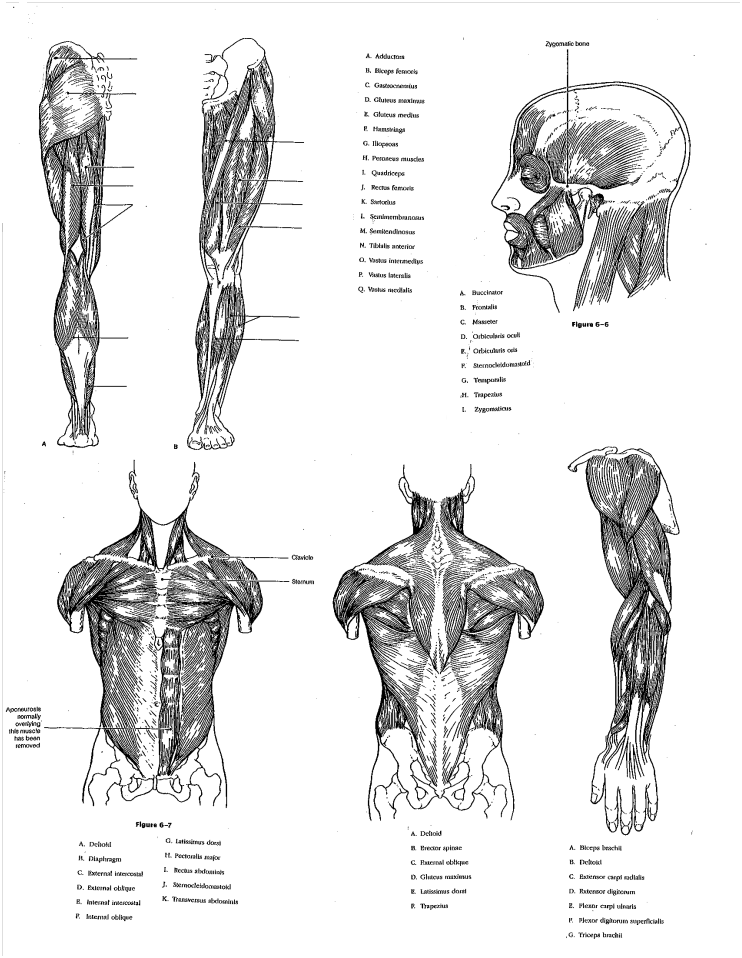 A. Adductors
B. Biceps femoris
C. Gastrocnemius
D. Gluteus maximus
E. Gluteus medius
F. Hamstrings
G. Iliopsoas
H. Peroneus muscles
I. Quadriceps
J. Rectus femoris
K. Sartorius
L. Semimembranosus
M. Semitendinosus
N. Tibialis anterior
O. Vastus intermedius
P. Vastus lateralis
Q. Vastus medialis
A
B
Zygomatic bone
A. Buccinator
B. Frontalis
C. Masseter
D. Orbicularis oculi
E. Orbicularis oris
F. Sternocleidomastoid
G. Temporalis
H. Trapezius
I. Zygomaticus
Figure 6–6
Clavicle
Sternum
Aponeurosis
normally
overlying
this muscle
has been
removed
Figure 6–7
A. Deltoid
B. Diaphragm
C. External intercostal
D. External oblique
E. Internal intercostal
F. Internal oblique
G. Latissimus dorsi
H. Pectoralis major
I. Rectus abdominis
J. Sternocleidomastoid
K. Transversus abdominis
A. Deltoid
B. Erector spinae
C. External oblique
D. Gluteus maximus
E. Latissimus dorsi
F. Trapezius
A. Biceps brachii
B. Deltoid
C. Extensor carpi radialis
D. Extensor digitorum
E. Flexor carpi ulnaris
F. Flexor digitorum superficialis
G. Triceps brachii